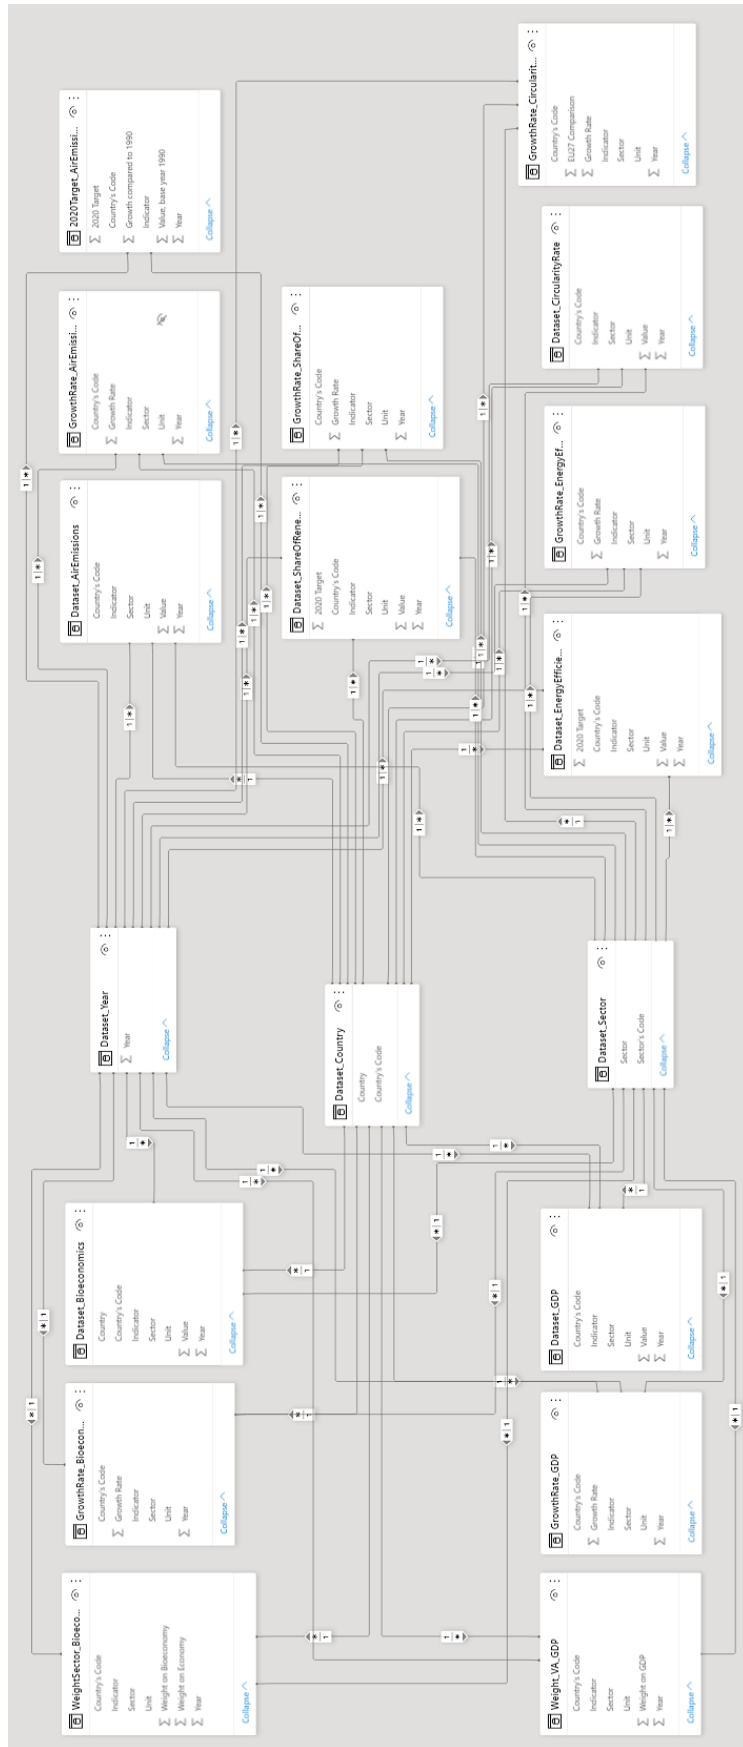 WeightSector_Bioeco...
Country's Code
Indicator
Sector
Unit
Weight on Bioeconomy
Weight on Economy
Year
Collapse
GrowthRate_Bioecon...
Country's Code
Growth Rate
Indicator
Sector
Unit
Year
Collapse
Dataset_Bioeconomics
Country
Country's Code
Indicator
Sector
Unit
Value
Year
Collapse
Dataset_Year
Year
Collapse
Dataset_AirEmissions
Country's Code
Indicator
Sector
Unit
Value
Year
Collapse
GrowthRate_AirEmissi...
Country's Code
Growth Rate
Indicator
Sector
Unit
Year
Collapse
2020Target_AirEmissi...
2020 Target
Country's Code
Growth compared to 1990
Indicator
Value, base year 1990
Year
Collapse
Dataset_Country
Country
Country's Code
Collapse
Dataset_ShareOfRene...
2020 Target
Country's Code
Indicator
Sector
Unit
Value
Year
Collapse
GrowthRate_ShareOf...
Country's Code
Growth Rate
Indicator
Sector
Unit
Year
Collapse
Weight_VA_GDP
Country's Code
Indicator
Sector
Unit
Weight on GDP
Year
Collapse
GrowthRate_GDP
Country's Code
Growth Rate
Indicator
Sector
Unit
Year
Collapse
Dataset_GDP
Country's Code
Indicator
Sector
Unit
Value
Year
Collapse
Dataset_Sector
Sector
Sector's Code
Collapse
Dataset_EnergyEfficie...
2020 Target
Country's Code
Indicator
Sector
Unit
Value
Year
Collapse
GrowthRate_EnergyEf...
Country's Code
Growth Rate
Indicator
Sector
Unit
Year
Collapse
Dataset_CircularityRate
Country's Code
Indicator
Sector
Unit
Value
Year
Collapse
GrowthRate_Circularit...
Country's Code
EU27 Comparison
Growth Rate
Indicator
Sector
Unit
Year
Collapse